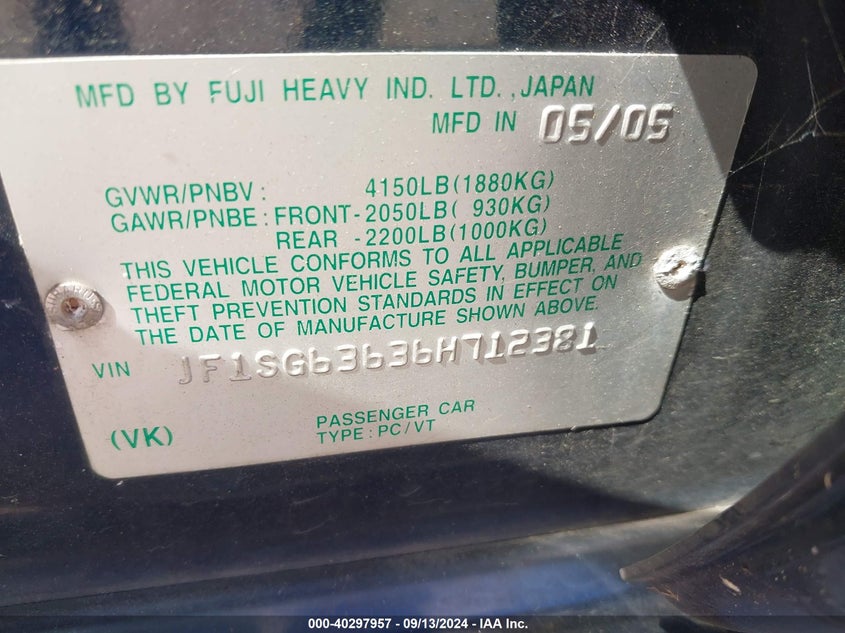 MFD BY FUJI HEAVY IND. LTD., JAPAN
MFD IN 05/05
GVWR/PNBV: 4150LB(1880KG)
GAWR/PNBE: FRONT-2050LB( 930KG)
REAR -2200LB(1000KG)
THIS VEHICLE CONFORMS TO ALL APPLICABLE
FEDERAL MOTOR VEHICLE SAFETY, BUMPER, AND
THEFT PREVENTION STANDARDS IN EFFECT ON
THE DATE OF MANUFACTURE SHOWN ABOVE.
VIN JF1SG63636H712381
(VK) PASSENGER CAR
TYPE: PC/VT
000-40297957 - 09/13/2024 - IAA Inc.